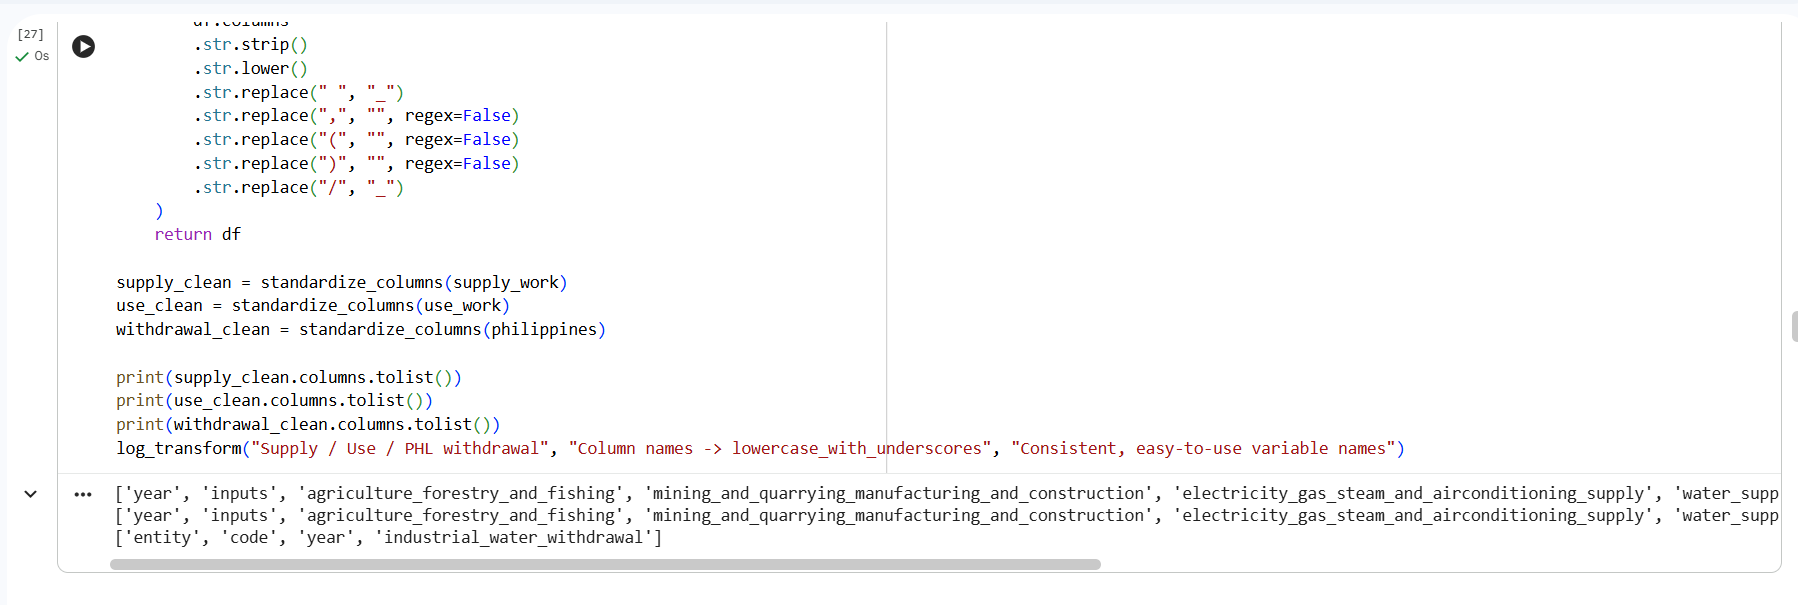 [27]
0s
df.columns
.str.strip()
.str.lower()
.str.replace(" ", "_")
.str.replace(",", "", regex=False)
.str.replace("(", "", regex=False)
.str.replace(")", "", regex=False)
.str.replace("/", "_")
)
return df
supply_clean = standardize_columns(supply_work)
use_clean = standardize_columns(use_work)
withdrawal_clean = standardize_columns(philippines)
print(supply_clean.columns.tolist())
print(use_clean.columns.tolist())
print(withdrawal_clean.columns.tolist())
log_transform("Supply / Use / PHL withdrawal", "Column names -> lowercase_with_underscores", "Consistent, easy-to-use variable names")
['year', 'inputs', 'agriculture_forestry_and_fishing', 'mining_and_quarrying_manufacturing_and_construction', 'electricity_gas_steam_and_airconditioning_supply', 'water_supp
['year', 'inputs', 'agriculture_forestry_and_fishing', 'mining_and_quarrying_manufacturing_and_construction', 'electricity_gas_steam_and_airconditioning_supply', 'water_supp
['entity', 'code', 'year', 'industrial_water_withdrawal']